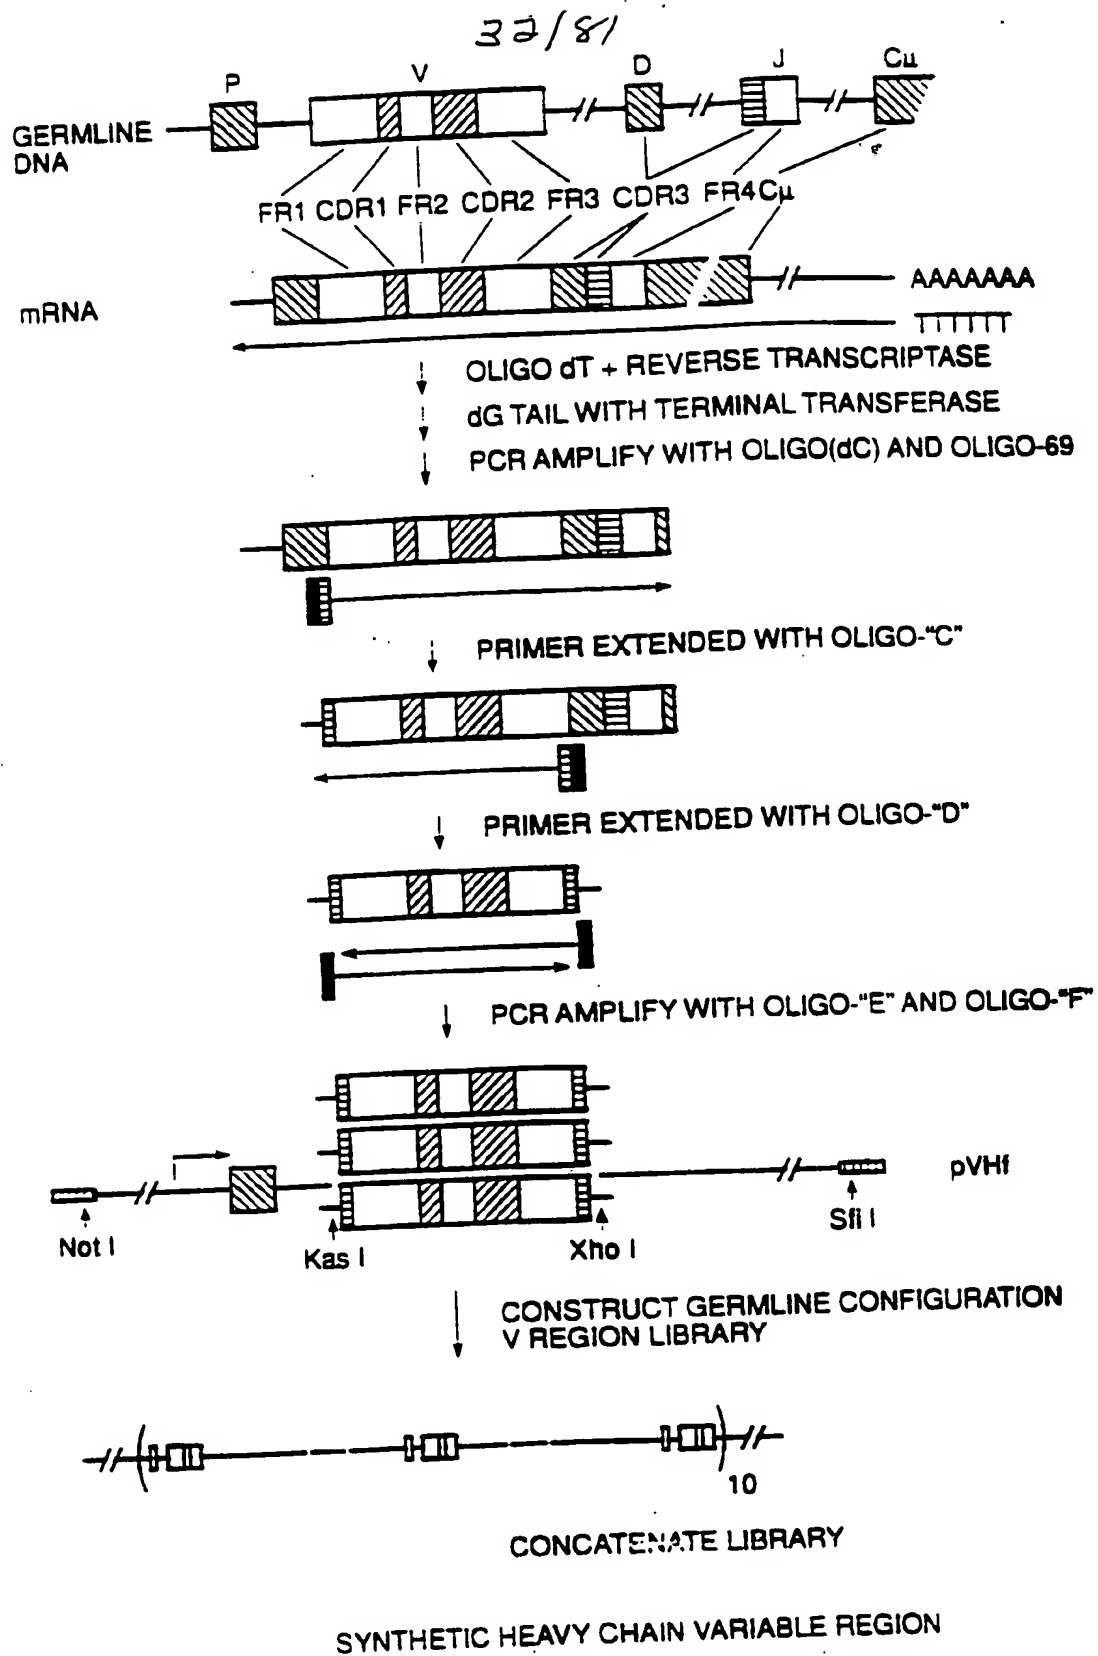 32/81
P V D J Cμ
GERMLINE
DNA
FR1 CDR1 FR2 CDR2 FR3 CDR3 FR4 Cμ
mRNA
AAAAAAA
TTTTTT
OLIGO dT + REVERSE TRANSCRIPTASE
dG TAIL WITH TERMINAL TRANSFERASE
PCR AMPLIFY WITH OLIGO(dC) AND OLIGO-69
PRIMER EXTENDED WITH OLIGO-"C"
PRIMER EXTENDED WITH OLIGO-"D"
PCR AMPLIFY WITH OLIGO-"E" AND OLIGO-"F"
pVHf
Not I
Kas I
Xho I
Sfi I
CONSTRUCT GERMLINE CONFIGURATION
V REGION LIBRARY
10
CONCATENATE LIBRARY
SYNTHETIC HEAVY CHAIN VARIABLE REGION